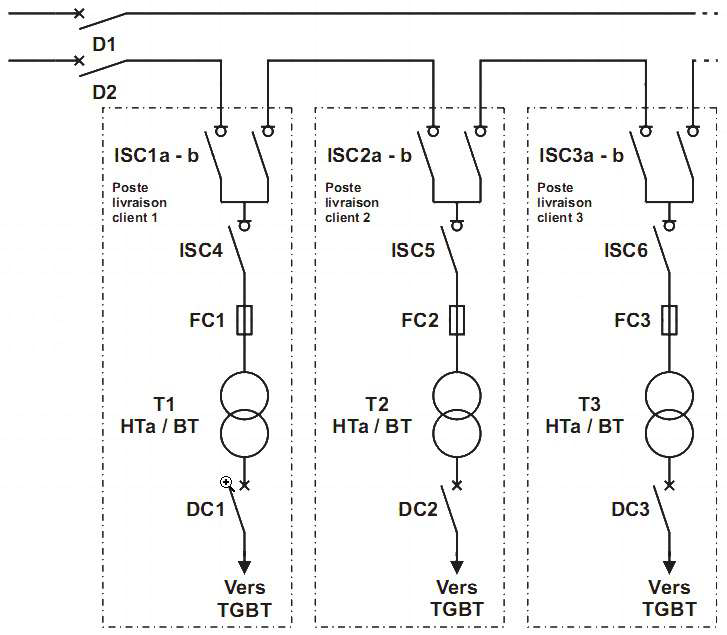 D1
D2
ISC1a - b
Poste
livraison
client 1
ISC4
FC1
T1
HTa / BT
DC1
Vers
TGBT
ISC2a - b
Poste
livraison
client 2
ISC5
FC2
T2
HTa / BT
DC2
Vers
TGBT
ISC3a - b
Poste
livraison
client 3
ISC6
FC3
T3
HTa / BT
DC3
Vers
TGBT